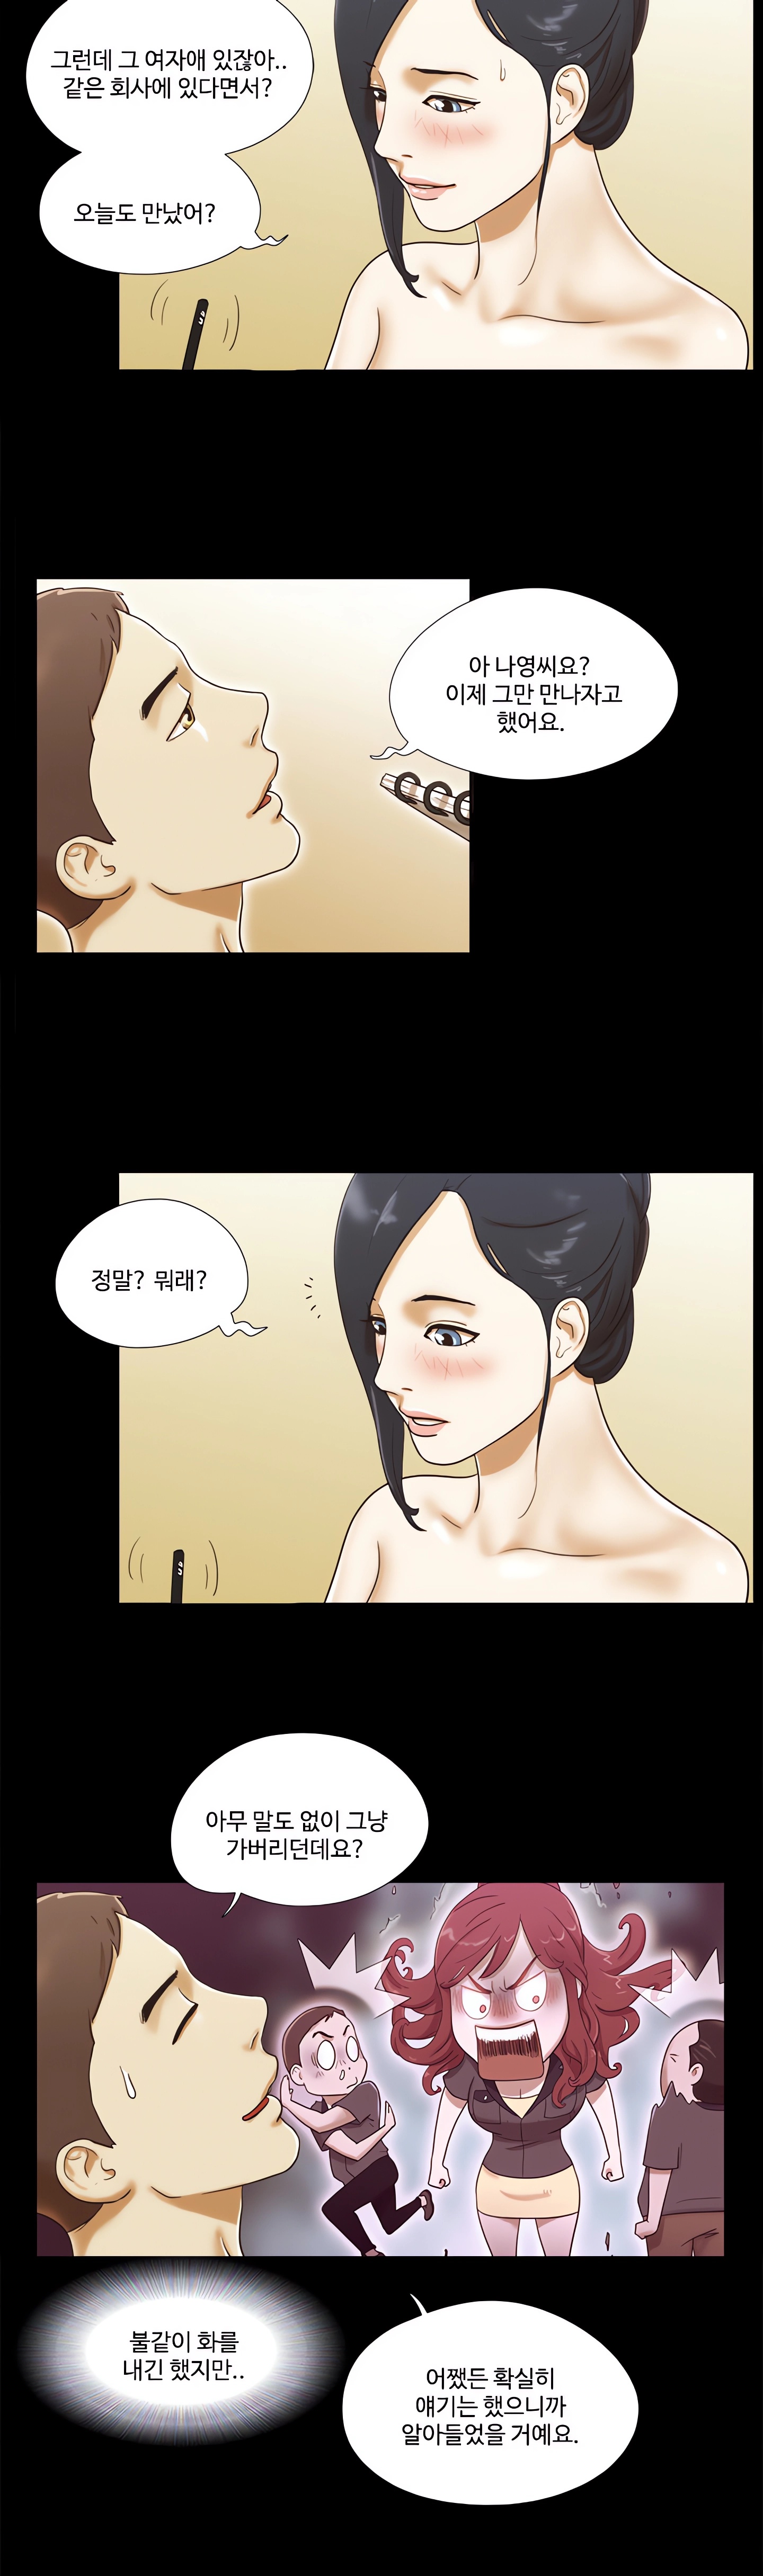 그런데 그 여자애 있잖아..
같은 회사에 있다면서?
오늘도 만났어?
아 나영씨요?
이제 그만 만나자고
했어요.
정말? 뭐래?
아무 말도 없이 그냥
가버리던데요?
불같이 화를
내긴 했지만..
어쨌든 확실히
얘기는 했으니까
알아들었을 거예요.